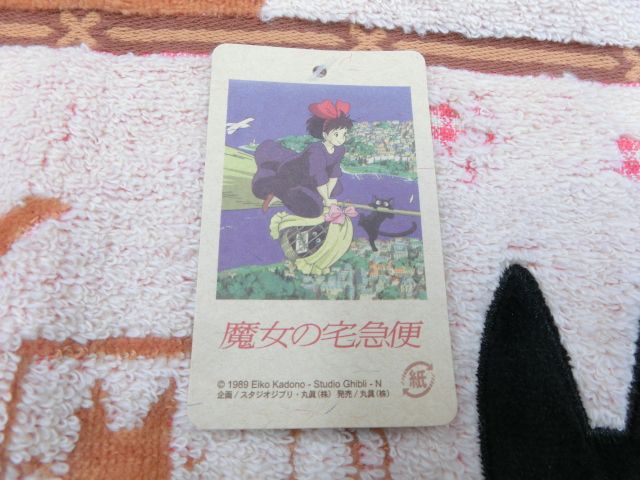 魔女の宅急便
© 1989 Eiko Kadono - Studio Ghibli - N
企画/スタジオジブリ・丸眞(株) 発売/丸眞(株)
紙